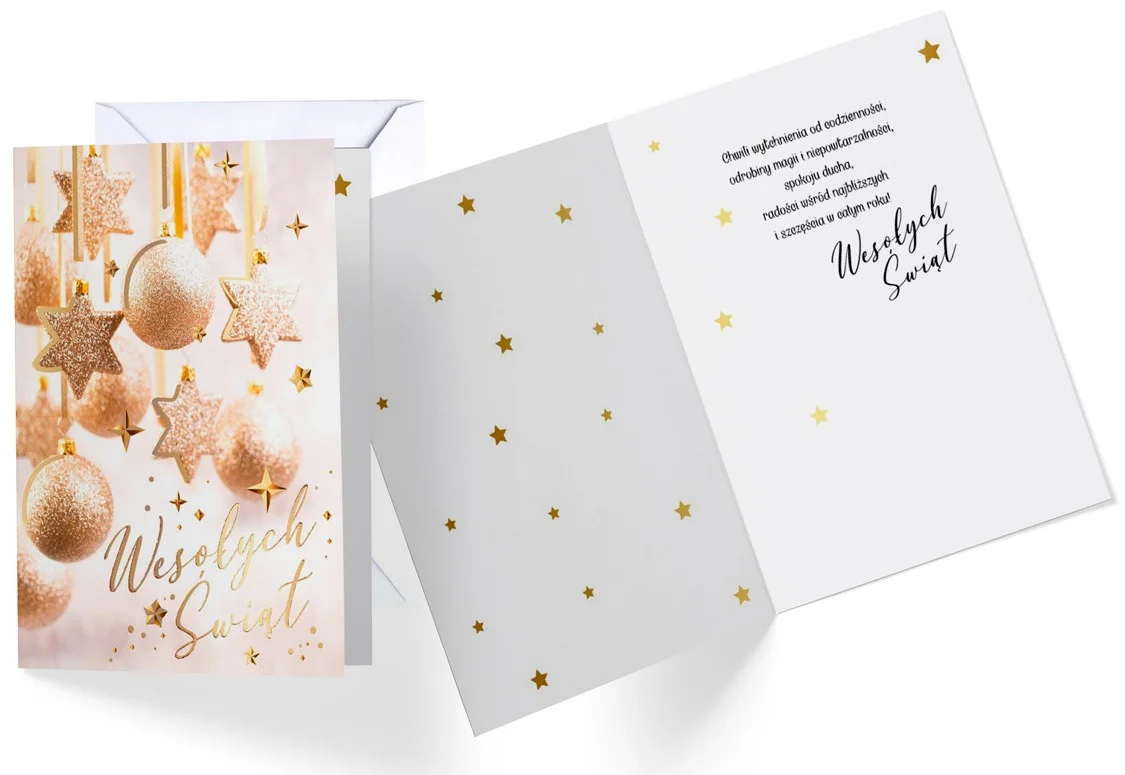 Wesołych
Świąt
Chwili wytchnienia od codzienności,
odrobiny magii i niepowtarzalności,
spokoju ducha,
radości wśród najbliższych
i szczęścia w całym roku!
Wesołych
Świąt